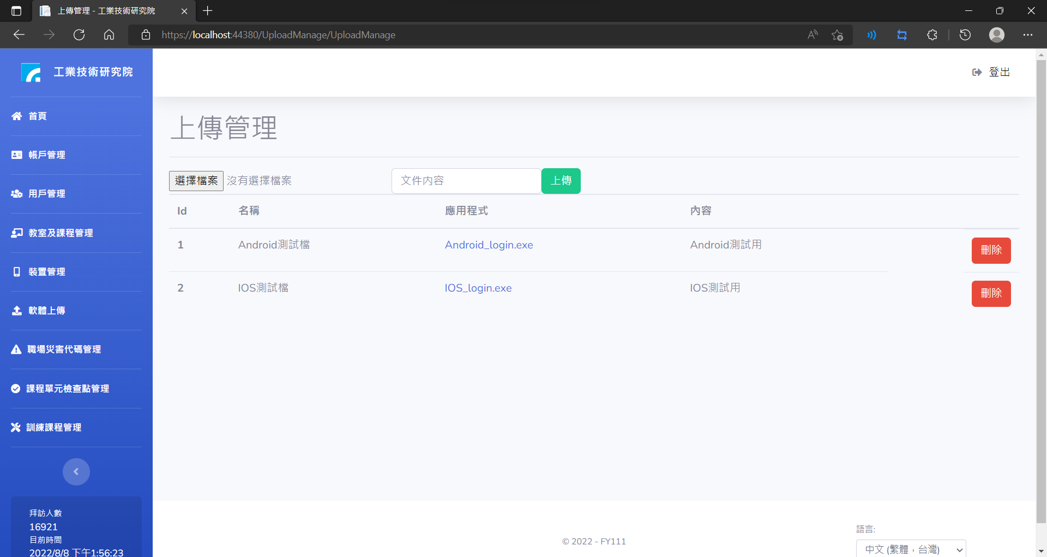 上傳管理 - 工業技術研究院
https://localhost:44380/UploadManage/UploadManage
工業技術研究院
登出
首頁
帳戶管理
用戶管理
教室及課程管理
裝置管理
軟體上傳
職場災害代碼管理
課程單元檢查點管理
訓練課程管理
拜訪人數
16921
目前時間
2022/8/8 下午1:56:23
上傳管理
選擇檔案 沒有選擇檔案 文件內容 上傳
Id 名稱 應用程式 內容
1 Android測試檔 Android_login.exe Android測試用 刪除
2 IOS測試檔 IOS_login.exe IOS測試用 刪除
語言:
© 2022 - FY111
中文 (繁體，台灣)